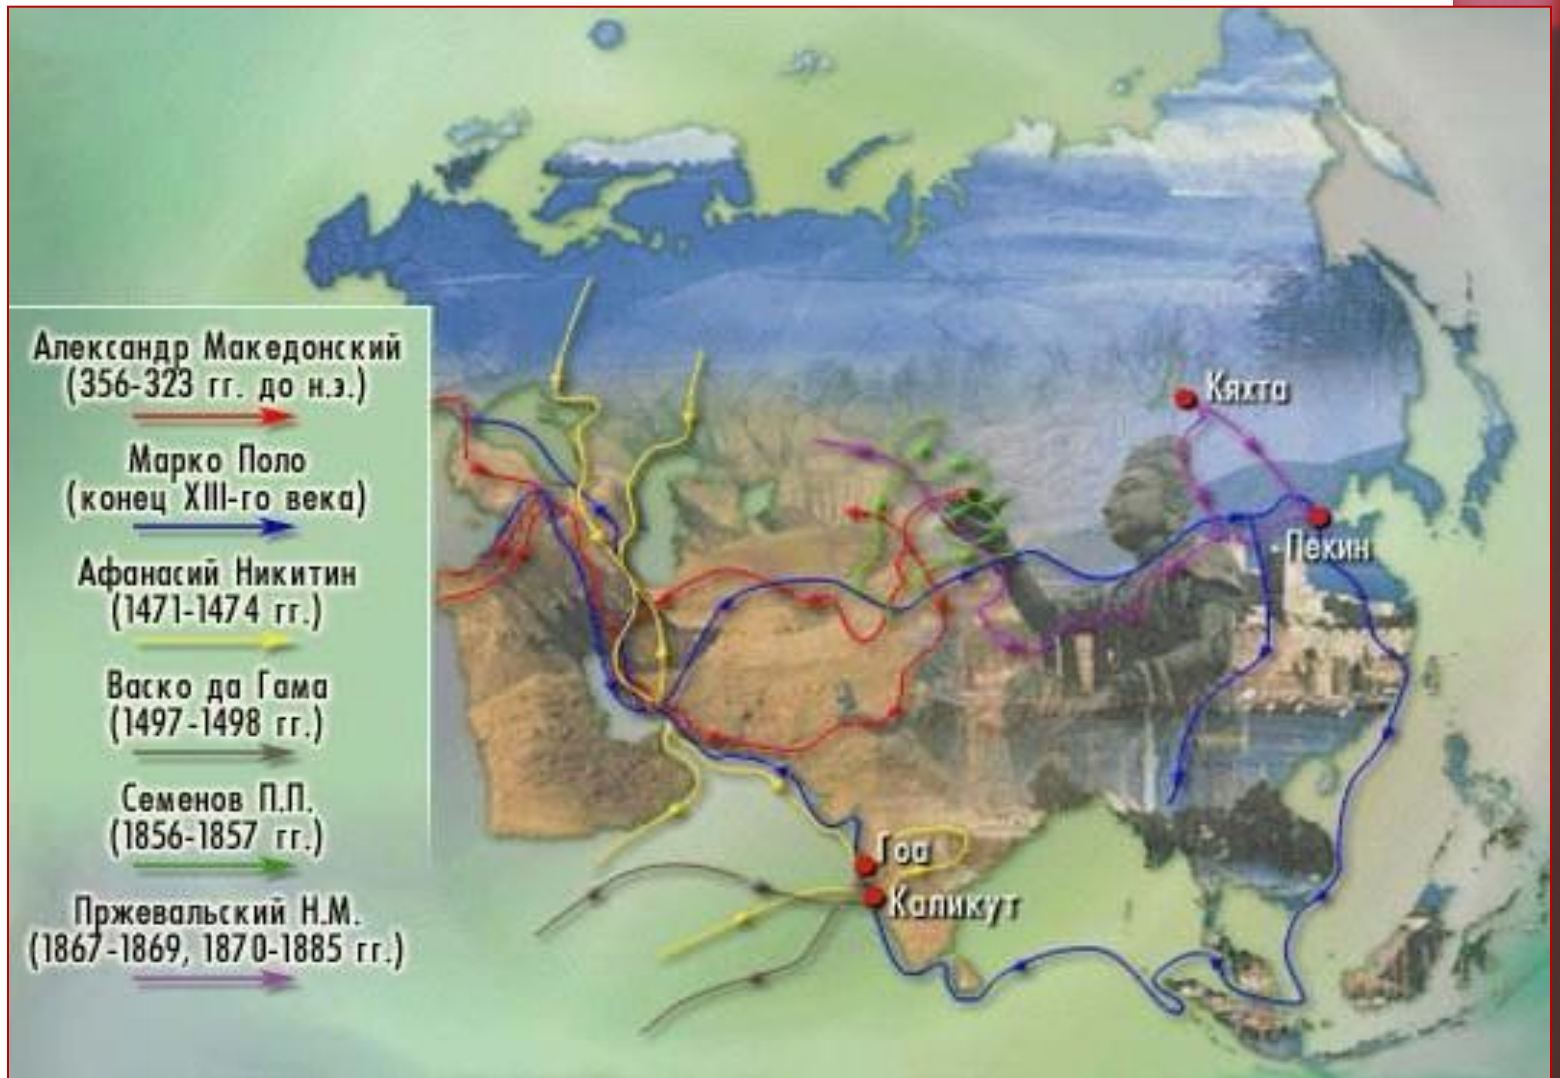 Александр Македонский
(356-323 гг. до н.э.)
Марко Поло
(конец XIII-го века)
Афанасий Никитин
(1471-1474 гг.)
Васко да Гама
(1497-1498 гг.)
Семенов П.П.
(1856-1857 гг.)
Пржевальский Н.М.
(1867-1869, 1870-1885 гг.)
Кяхта
Пекин
Гоа
Каликут